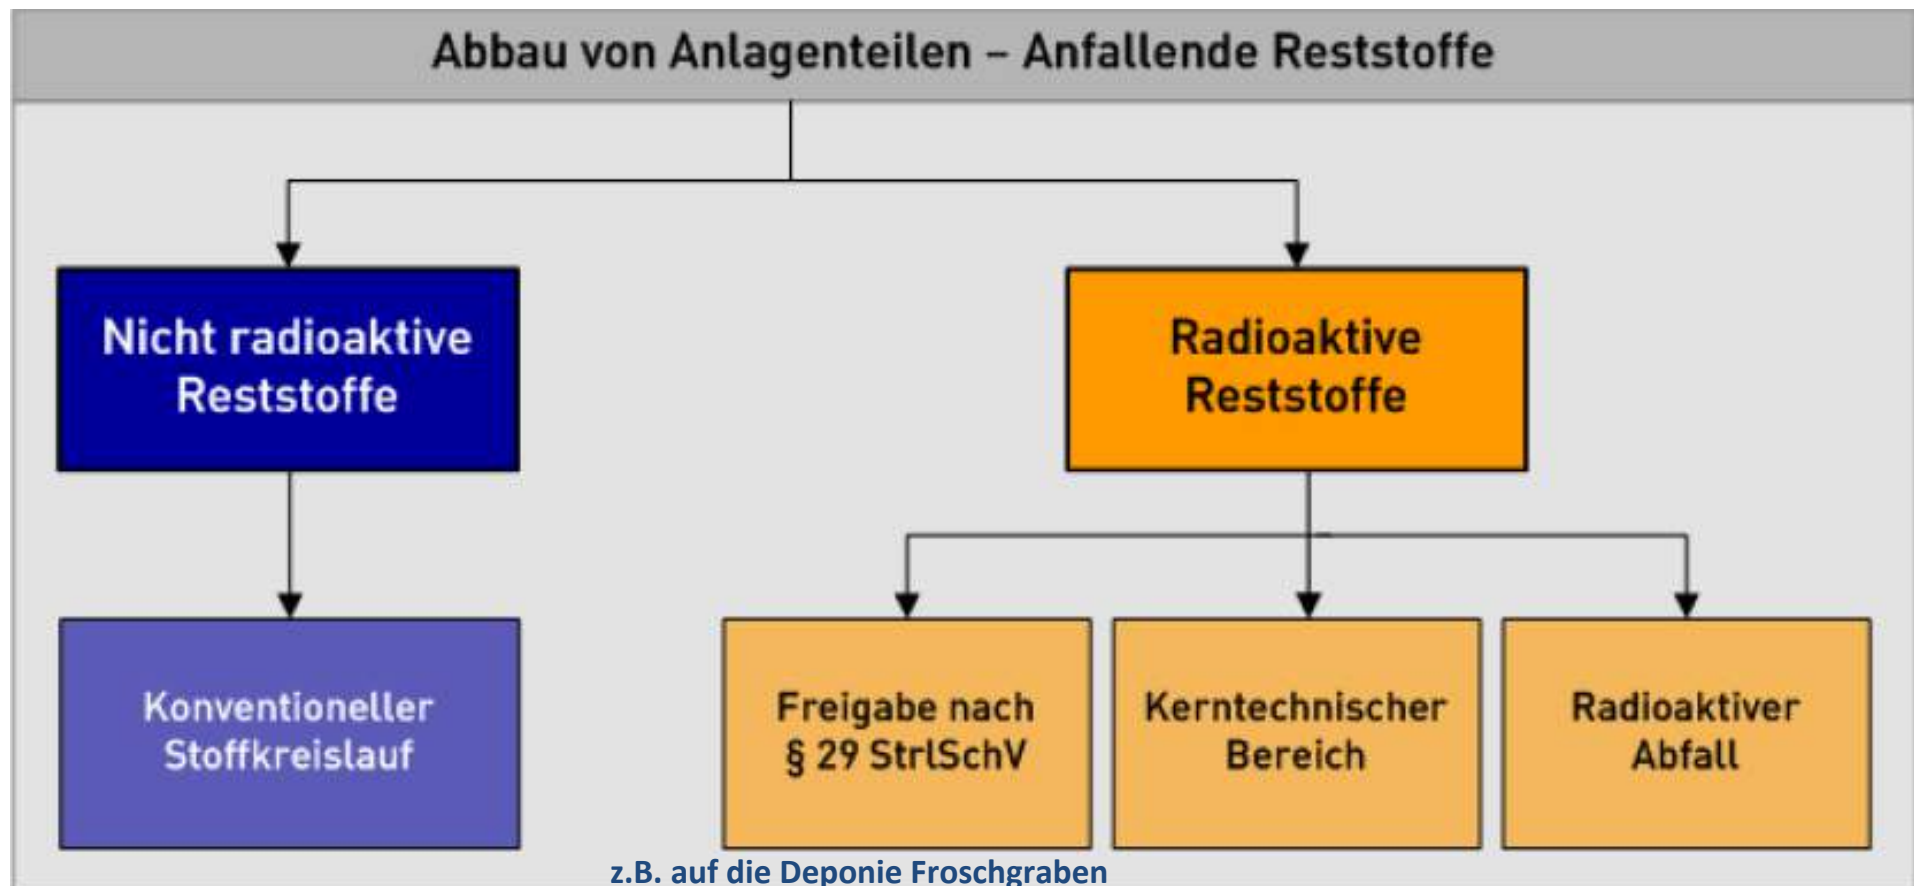 Abbau von Anlagenteilen – Anfallende Reststoffe
Nicht radioaktive
Reststoffe
Radioaktive
Reststoffe
Konventioneller
Stoffkreislauf
Freigabe nach
§ 29 StrlSchV
Kerntechnischer
Bereich
Radioaktiver
Abfall
z.B. auf die Deponie Froschgraben